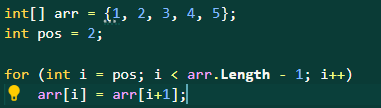 int[] arr = {1, 2, 3, 4, 5};
int pos = 2;
for (int i = pos; i < arr.Length - 1; i++)
arr[i] = arr[i+1];